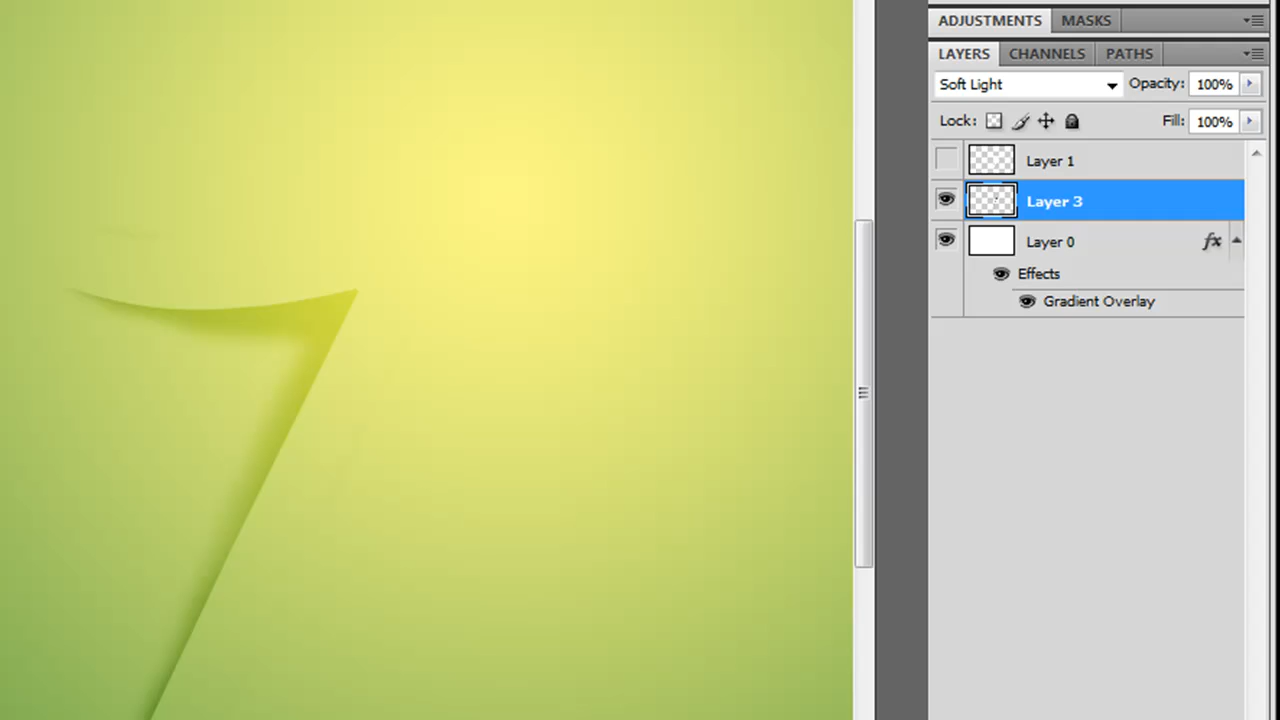 ADJUSTMENTS MASKS
LAYERS CHANNELS PATHS
Soft Light Opacity: 100%
Lock: Fill: 100%
Layer 1
Layer 3
Layer 0 fx
Effects
Gradient Overlay